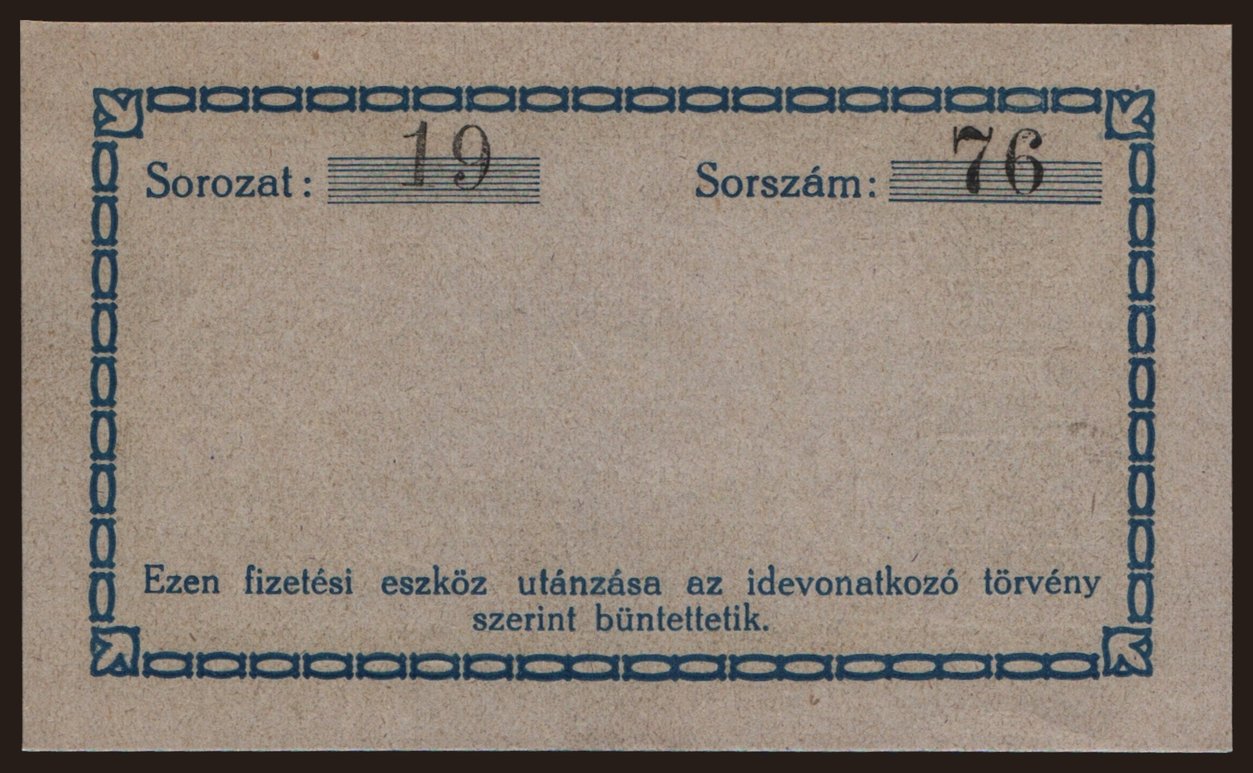 Sorozat: 19 Sorszám: 76
Ezen fizetési eszköz utánzása az idevonatkozó törvény
szerint büntettetik.